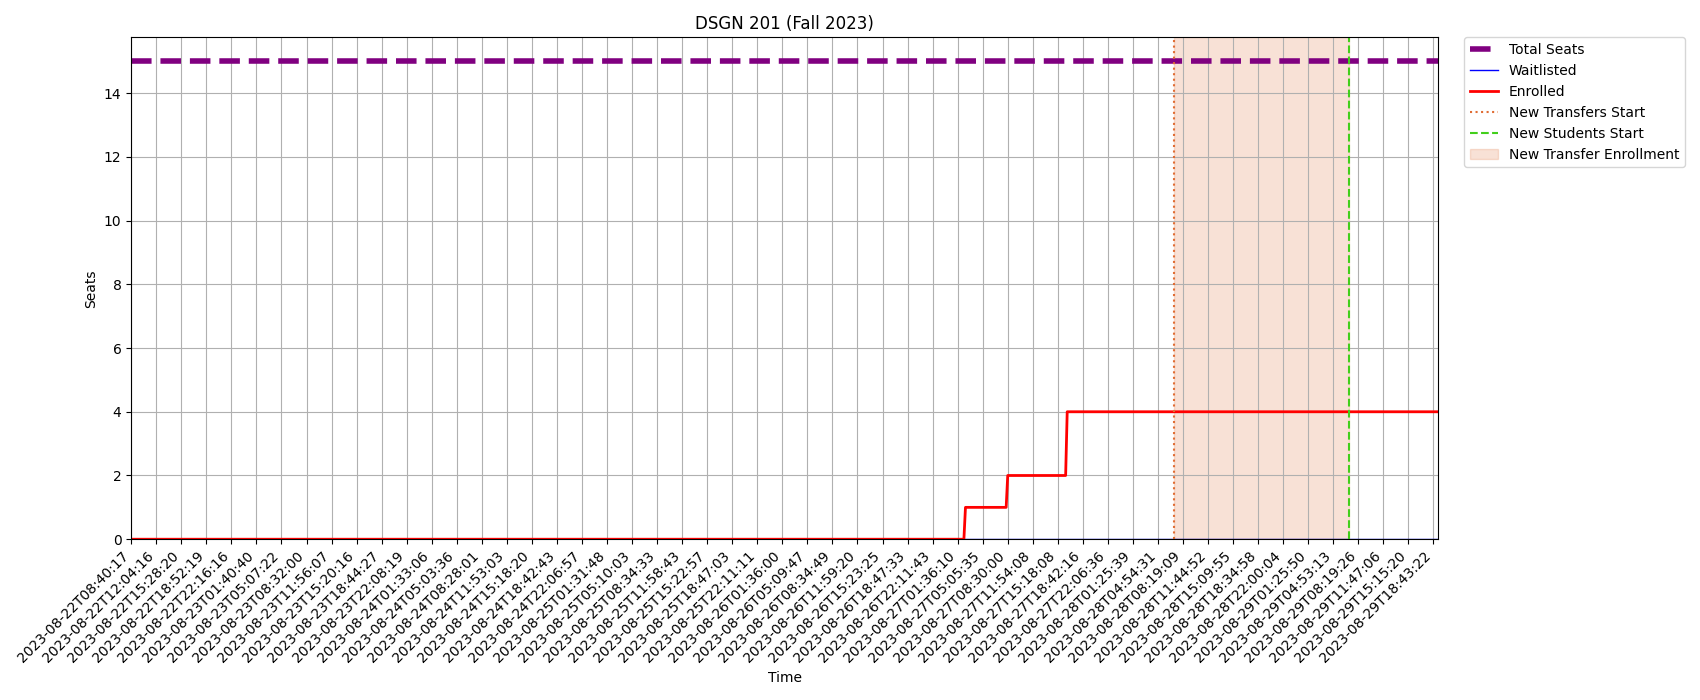 DSGN 201 (Fall 2023)
Total Seats
Waitlisted
Enrolled
New Transfers Start
New Students Start
New Transfer Enrollment
14
12
10
8
6
4
2
0
Seats
2023-08-22T08:40:17
2023-08-22T12:04:16
2023-08-22T15:28:20
2023-08-22T18:52:19
2023-08-22T22:16:16
2023-08-23T01:40:40
2023-08-23T05:07:22
2023-08-23T08:32:00
2023-08-23T11:56:07
2023-08-23T15:20:16
2023-08-23T18:44:27
2023-08-23T22:08:19
2023-08-24T01:33:06
2023-08-24T05:03:36
2023-08-24T08:28:01
2023-08-24T11:53:03
2023-08-24T15:18:20
2023-08-24T18:42:43
2023-08-24T22:06:57
2023-08-25T01:31:48
2023-08-25T05:10:03
2023-08-25T08:34:33
2023-08-25T11:58:43
2023-08-25T15:22:57
2023-08-25T18:47:03
2023-08-25T22:11:11
2023-08-26T01:36:00
2023-08-26T05:09:47
2023-08-26T08:34:49
2023-08-26T11:59:20
2023-08-26T15:23:25
2023-08-26T18:47:33
2023-08-26T22:11:43
2023-08-27T01:36:10
2023-08-27T05:05:35
2023-08-27T08:30:00
2023-08-27T11:54:08
2023-08-27T15:18:08
2023-08-27T18:42:16
2023-08-27T22:06:36
2023-08-28T01:25:39
2023-08-28T04:54:31
2023-08-28T08:19:09
2023-08-28T11:44:52
2023-08-28T15:09:55
2023-08-28T18:34:58
2023-08-28T22:00:04
2023-08-29T01:25:50
2023-08-29T04:53:13
2023-08-29T08:19:26
2023-08-29T11:47:06
2023-08-29T15:15:20
2023-08-29T18:43:22
Time